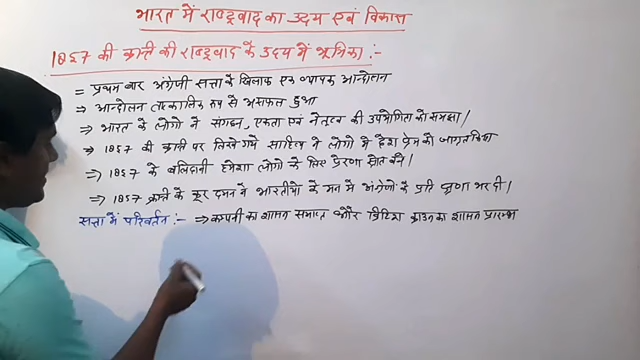 भारत में राष्ट्रवाद का उदय एवं विकास
1857 की क्रान्ति की राष्ट्रवाद के उदय में भूमिका :-
= प्रथम बार अंग्रेजी सत्ता के खिलाफ एक व्यापक आन्दोलन
⇒ आन्दोलन तात्कालिक रूप से असफल हुआ
⇒ भारत के लोगो ने संगठन, एकता एवं नेतृत्व की उपयोगिता को समझा।
⇒ 1857 की क्रान्ति पर लिखे गये साहित्य ने लोगो में देश प्रेम को जागृत किया
⇒ 1857 के बलिदानी हमेशा लोगो के लिए प्रेरणा स्रोत बने।
⇒ 1857 क्रान्ति के क्रूर दमन ने भारतीयो के मन में अंग्रेजो के प्रति घृणा भर दी।
सत्ता में परिवर्तन :- ⇒ कम्पनी का शासन समाप्त और ब्रिटिश क्राउन का शासन प्रारम्भ